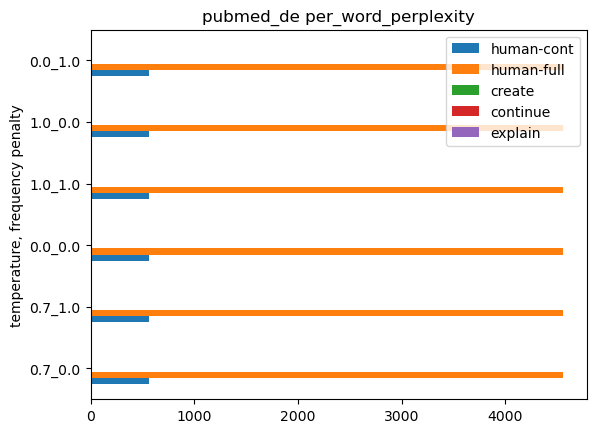 pubmed_de per_word_perplexity
human-cont
human-full
create
continue
explain
temperature, frequency penalty
0.0_1.0
1.0_0.0
1.0_1.0
0.0_0.0
0.7_1.0
0.7_0.0
0 1000 2000 3000 4000